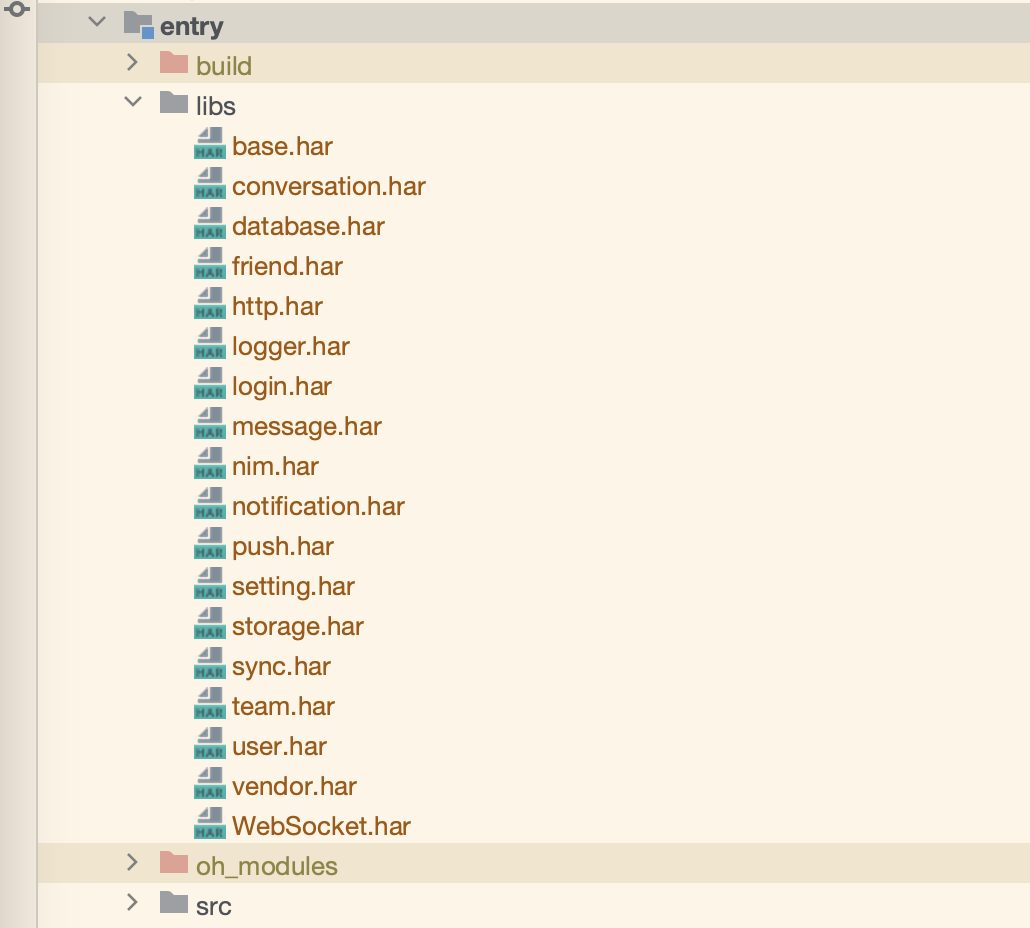 entry
build
libs
HAR base.har
HAR conversation.har
HAR database.har
HAR friend.har
HAR http.har
HAR logger.har
HAR login.har
HAR message.har
HAR nim.har
HAR notification.har
HAR push.har
HAR setting.har
HAR storage.har
HAR sync.har
HAR team.har
HAR user.har
HAR vendor.har
HAR WebSocket.har
oh_modules
src